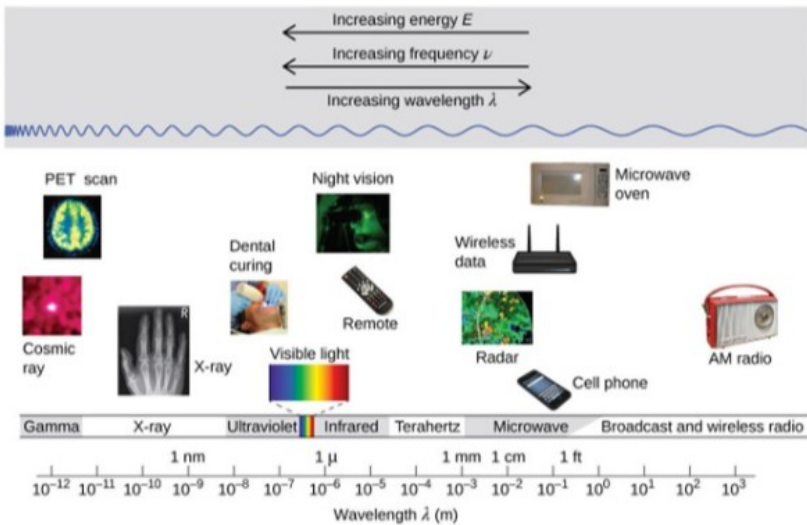 Increasing energy E
Increasing frequency ν
Increasing wavelength λ
PET scan
Night vision
Microwave
oven
Dental
curing
Wireless
data
Cosmic
ray
R
X-ray
Remote
Visible light
Radar
Cell phone
AM radio
Gamma X-ray Ultraviolet Infrared Terahertz Microwave Broadcast and wireless radio
1 nm 1 μ 1 mm 1 cm 1 ft
10⁻¹² 10⁻¹¹ 10⁻¹⁰ 10⁻⁹ 10⁻⁸ 10⁻⁷ 10⁻⁶ 10⁻⁵ 10⁻⁴ 10⁻³ 10⁻² 10⁻¹ 10⁰ 10¹ 10² 10³
Wavelength λ (m)